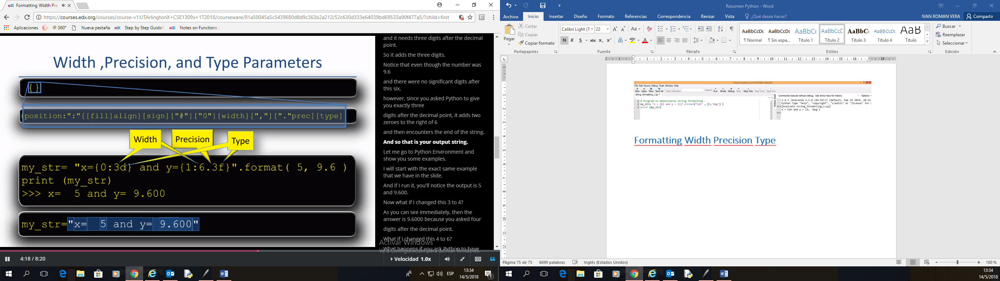 Formatting Width Pre
https://courses.edx.org/courses/course-v1:UTArlingtonX+CSE1309x+1T2018/courseware/81a50045a5c5439680d8d9c363b2a212/52c630d333e64039bd69533a90f477a5/?child=first
Aplicaciones IP 360° Nueva pestaña Step by Step Guideli Notes on Functions
Width ,Precision, and Type Parameters
{}
{position:":"[[fill]align][sign]["#"]["0"][width][","]["."prec][type]
Width Precision Type
my_str= "x={0:3d} and y={1:6.3f}".format( 5, 9.6 )
print (my_str)
>>> x=  5 and y= 9.600
my_str="x=  5 and y= 9.600"
and it needs three digits after the decimal
point.
So it adds the three digits.
Notice that even though the number was
9.6
and there were no significant digits after
this six,
however, since you asked Python to give
you exactly three
digits after the decimal point, it adds two
zeroes to the right of 6
and then encounters the end of the string.
And so that is your output string.
Let me go to Python Environment and
show you some examples.
I will start with the exact same example
that we have in the slide.
And if I run it, you'll notice the output is 5
and 9.600.
Now what if I changed this 3 to 4?
As you can see immediately, then the
answer is 9.6000 because you asked four
digits after the decimal point.
What if I changed this 4 to 6?
What happens if you ask Python to have
Activar Windows
Ve a Configuración para activar Windows.
4:18 / 8:20
Velocidad 1.0x
ESP
13:34
14/5/2018
1
Resumen Python - Word
Archivo Inicio Insertar Diseño Formato Referencias Correspondencia Revisar Vista ¿Qué desea hacer? IVAN ROMAN VERA Compartir
Pegar
Cortar
Copiar
Copiar formato
Portapapeles
Calibri Light (T 22
N K S abc x₂ x²
Fuente
Párrafo
AaBbCcDc AaBbCcDc AaBbCc AaBbCcD AaBbC AaBbCcDc AaB
¶ Normal ¶ Sin espa... Título 1 Título 2 Título 3 Título 4 Título
Estilos
Buscar
Reemplazar
Seleccionar
Edición
string_formatting_1.py (C:\CSE1309x): Wing IDE
File Edit Source Debug Tools Window Help
New Open Save Save All Goto Definition Search Run Break Debug Stop Step Into Step Over Step Out
string_formatting_1.py *
1 # Program to demonstarte string formatting .
2 my_str= "x = {0} and y = {1}".format("Cat" , [9,'Dog'] )
3 print (my_str)
Python Shell
Commands execute without debug. Use arrow keys for history. Options
3.4.1 |Anaconda 2.1.0 (64-bit)| (default, Sep 24 2014, 18:32
Python Type "help", "copyright", "credits" or "license" for
>>> [evaluate string_formatting_1.py]
x = Cat and y = [9, 'Dog']
>>>
Formatting Width Precision Type
Página 75 de 75 6699 palabras Inglés (Estados Unidos) 100 %
ESP
13:34
14/5/2018